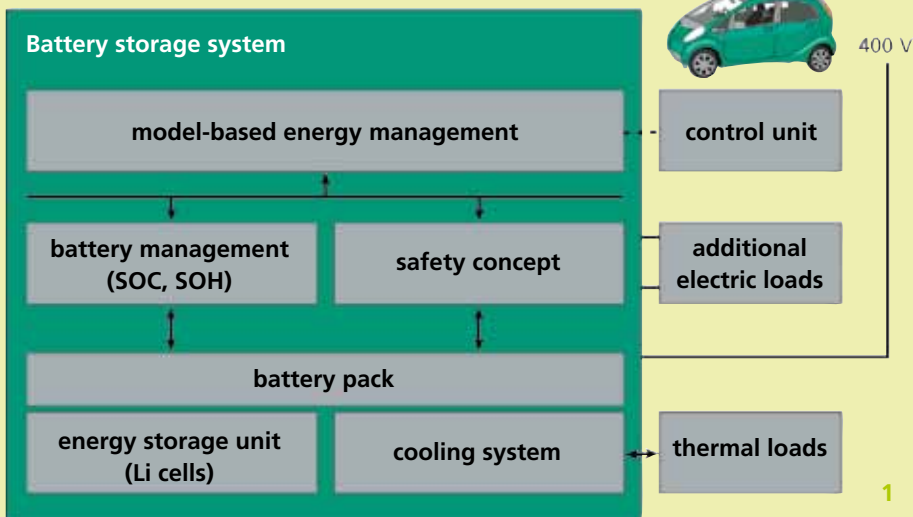 Battery storage system
400 V
model-based energy management
control unit
battery management
(SOC, SOH)
safety concept
additional
electric loads
battery pack
energy storage unit
(Li cells)
cooling system
thermal loads
1